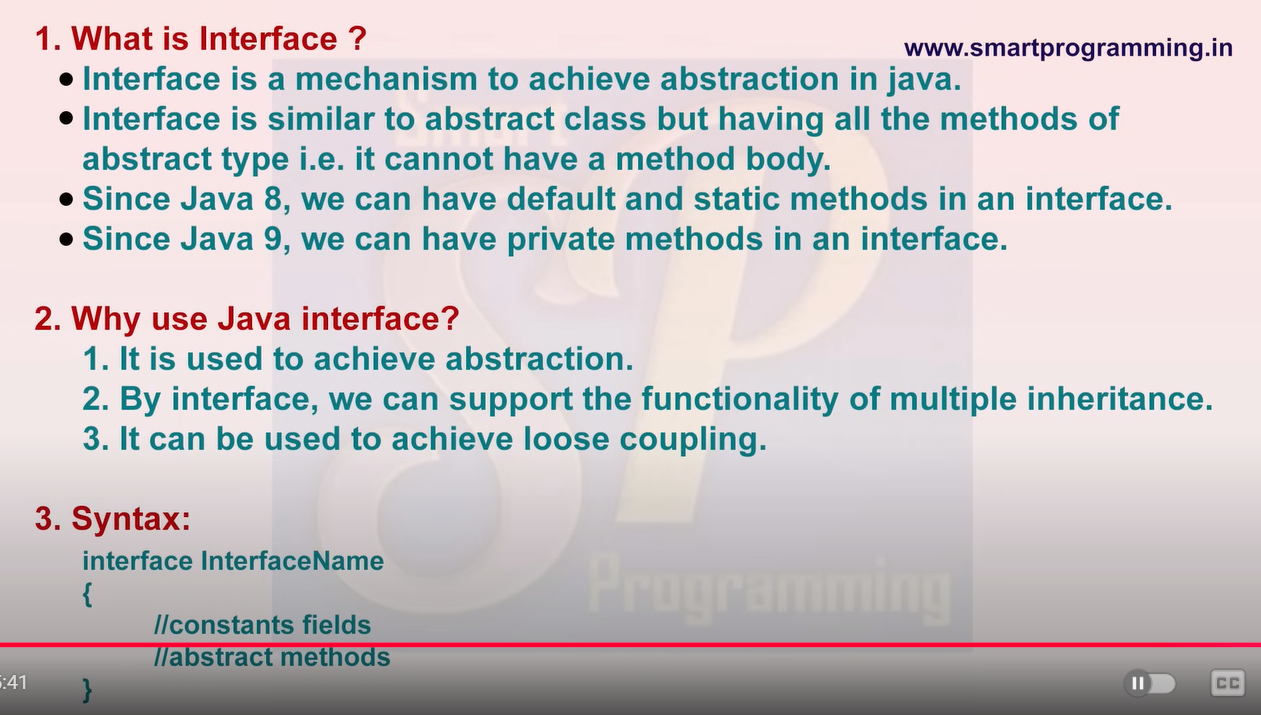 1. What is Interface ?
www.smartprogramming.in
● Interface is a mechanism to achieve abstraction in java.
● Interface is similar to abstract class but having all the methods of
abstract type i.e. it cannot have a method body.
● Since Java 8, we can have default and static methods in an interface.
● Since Java 9, we can have private methods in an interface.
2. Why use Java interface?
1. It is used to achieve abstraction.
2. By interface, we can support the functionality of multiple inheritance.
3. It can be used to achieve loose coupling.
3. Syntax:
interface InterfaceName
{
//constants fields
//abstract methods
}
Smart
SP
Programming
:41
CC